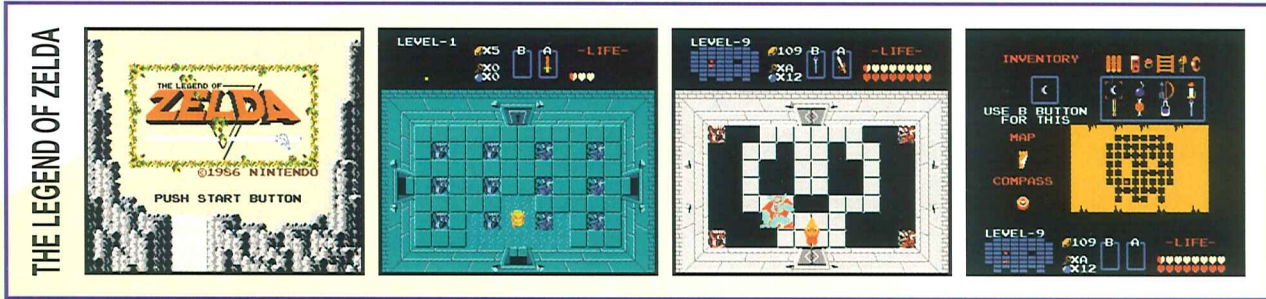 THE LEGEND OF ZELDA
THE LEGEND OF
ZELDA
©1986 NINTENDO
PUSH START BUTTON
LEVEL-1
X5
X0
X0
B
A
-LIFE-
LEVEL-9
109
XA
X12
B
A
-LIFE-
INVENTORY
USE B BUTTON
FOR THIS
MAP
COMPASS
LEVEL-9
109
XA
X12
B
A
-LIFE-